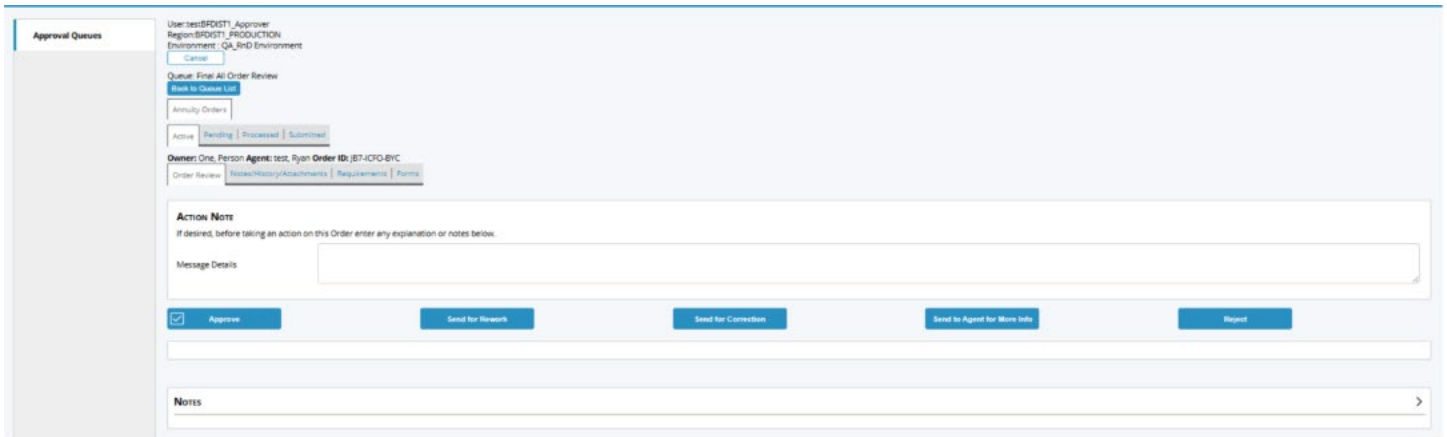 Approval Queues
User:testBFDIST1_Approver
Region:BFDIST1_PRODUCTION
Environment : QA_RnD Environment
Cancel
Queue: Final All Order Review
Back to Queue List
Annuity Orders
Active Pending | Processed | Submitted
Owner: One, Person Agent: test, Ryan Order ID: JB7-ICFO-BYC
Order Review Notes/History/Attachments | Requirements | Forms
ACTION NOTE
If desired, before taking an action on this Order enter any explanation or notes below.
Message Details
Approve Send for Rework Send for Correction Send to Agent for More Info Reject
NOTES